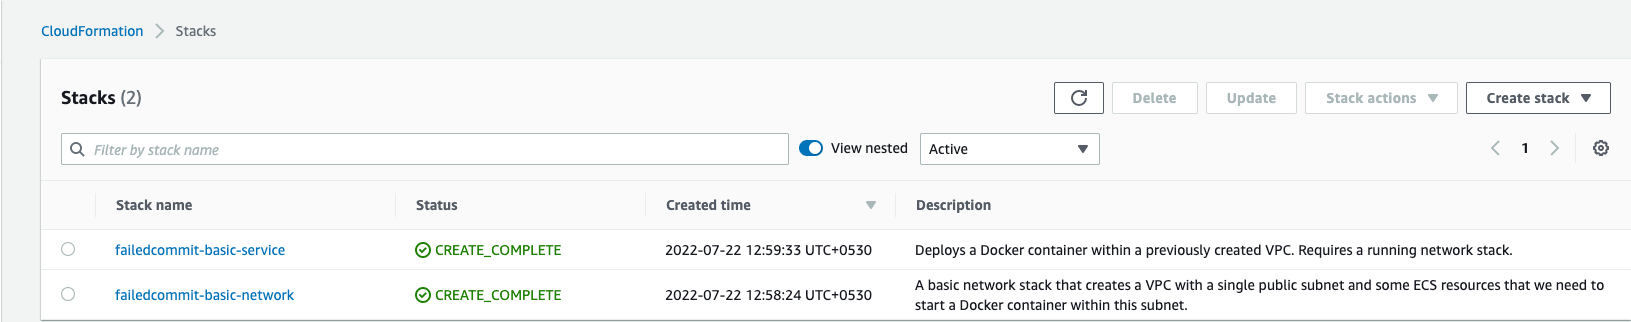 CloudFormation > Stacks
Stacks (2)
Delete
Update
Stack actions
Create stack
Filter by stack name
View nested
Active
1
Stack name
Status
Created time
Description
failedcommit-basic-service
CREATE_COMPLETE
2022-07-22 12:59:33 UTC+0530
Deploys a Docker container within a previously created VPC. Requires a running network stack.
failedcommit-basic-network
CREATE_COMPLETE
2022-07-22 12:58:24 UTC+0530
A basic network stack that creates a VPC with a single public subnet and some ECS resources that we need to
start a Docker container within this subnet.